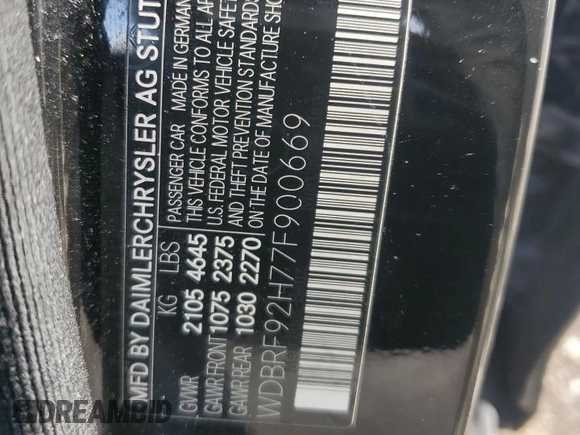 MFD BY DAIMLERCHRYSLER AG STUT
KG LBS PASSENGER CAR MADE IN GERMAN
GVWR 2105 4645 THIS VEHICLE CONFORMS TO ALL AP
GAWR FRONT 1075 2375 U.S. FEDERAL MOTOR VEHICLE SAFET
GAWR REAR 1030 2270 AND THEFT PREVENTION STANDARDS
ON THE DATE OF MANUFACTURE SHO
WDBRF92H77F900669
DREAMBID